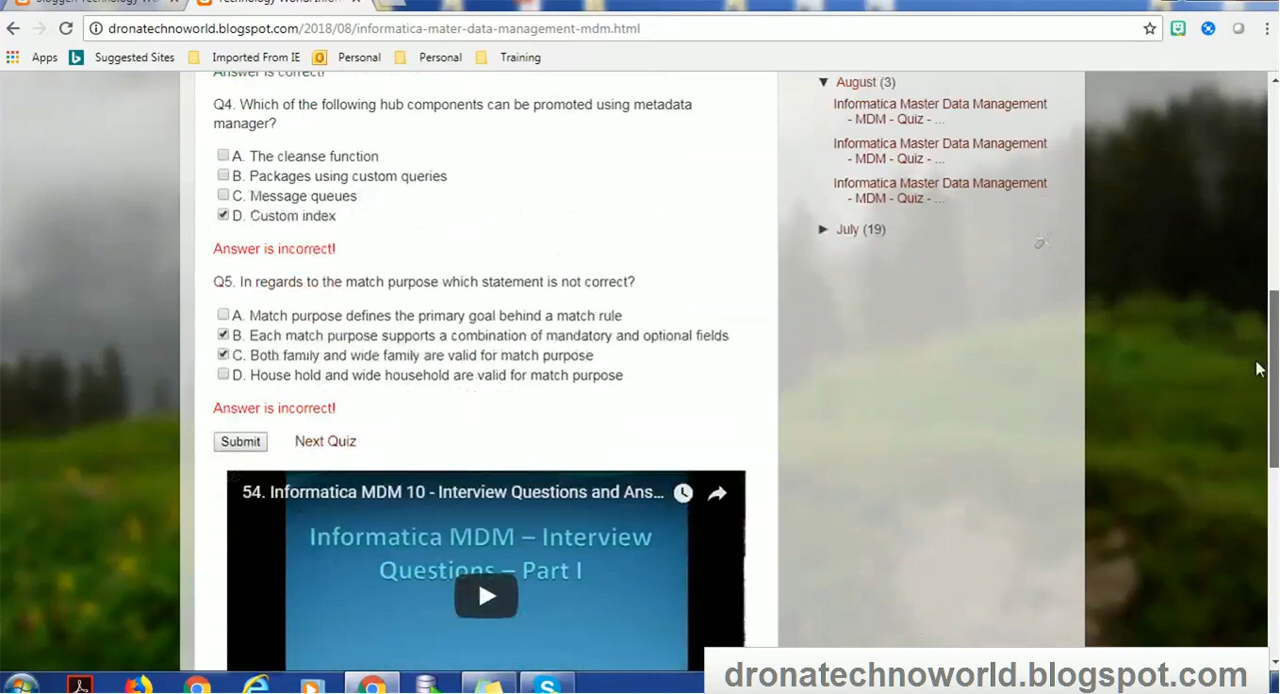 dronatechnoworld.blogspot.com/2018/08/informatica-mater-data-management-mdm.html
Apps Suggested Sites Imported From IE Personal Personal Training
Answer is correct!
Q4. Which of the following hub components can be promoted using metadata
manager?
A. The cleanse function
B. Packages using custom queries
C. Message queues
D. Custom index
Answer is incorrect!
Q5. In regards to the match purpose which statement is not correct?
A. Match purpose defines the primary goal behind a match rule
B. Each match purpose supports a combination of mandatory and optional fields
C. Both family and wide family are valid for match purpose
D. House hold and wide household are valid for match purpose
Answer is incorrect!
Submit Next Quiz
54. Informatica MDM 10 - Interview Questions and Ans...
Informatica MDM – Interview
Questions – Part I
▼ August (3)
Informatica Master Data Management
- MDM - Quiz - ...
Informatica Master Data Management
- MDM - Quiz - ...
Informatica Master Data Management
- MDM - Quiz - ...
► July (19)
dronatechnoworld.blogspot.com